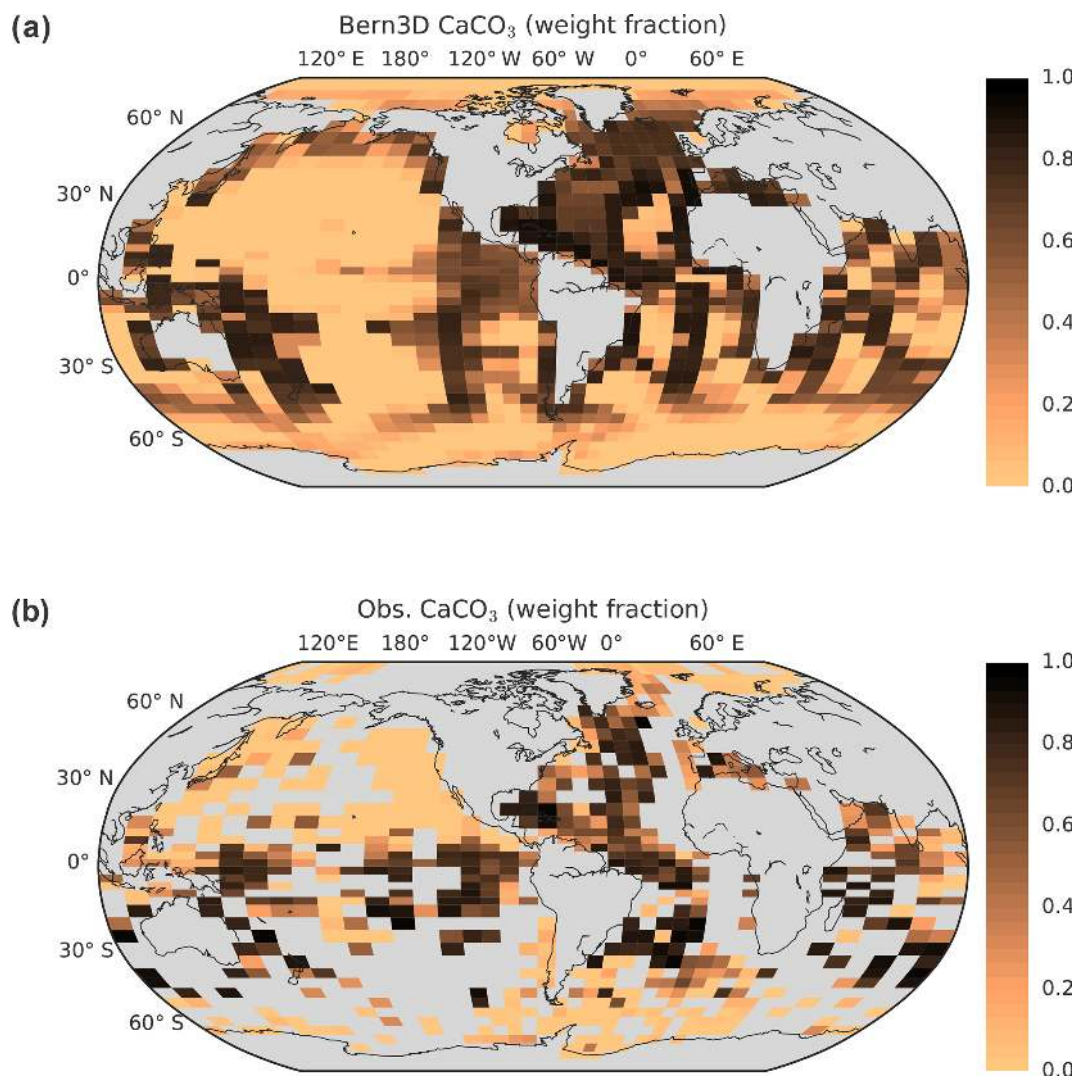 (a)
Bern3D CaCO₃ (weight fraction)
120° E 180° 120° W 60° W 0° 60° E
60° N
30° N
0°
30° S
60° S
1.0
0.8
0.6
0.4
0.2
0.0
(b)
Obs. CaCO₃ (weight fraction)
120°E 180° 120°W 60°W 0° 60° E
60° N
30° N
0°
30° S
60° S
1.0
0.8
0.6
0.4
0.2
0.0